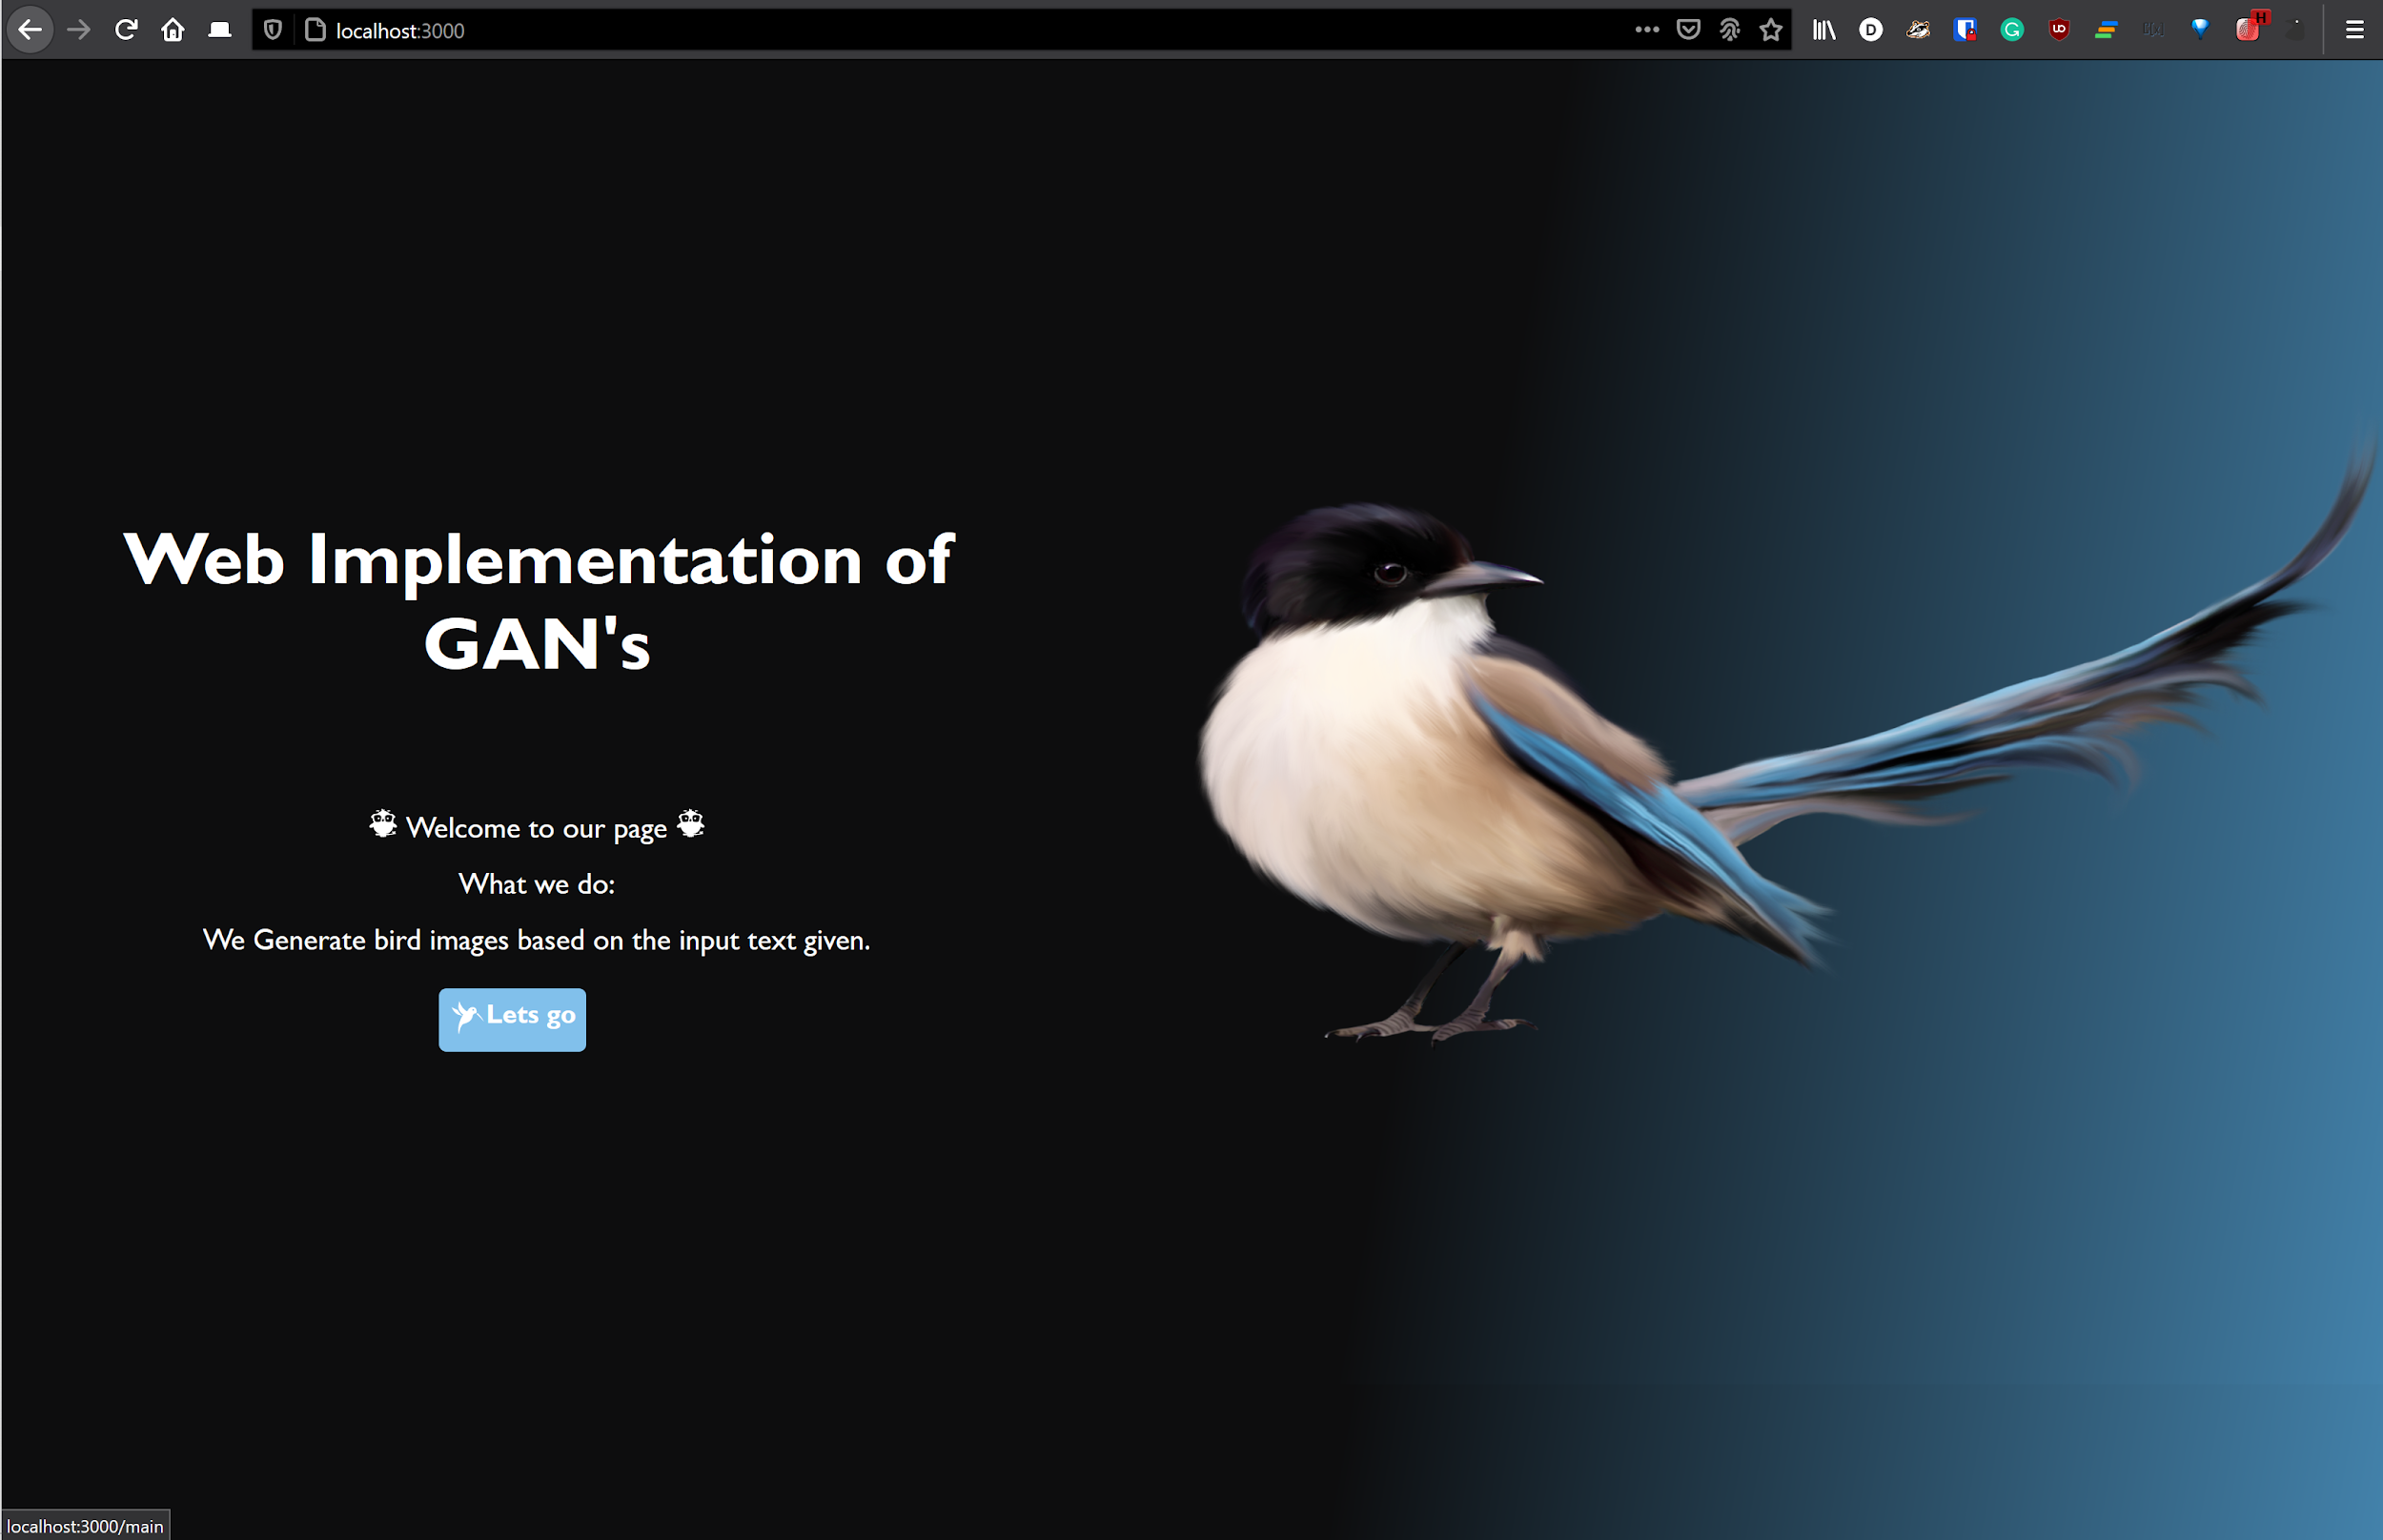 localhost:3000
D
H
Web Implementation of
GAN's
Welcome to our page
What we do:
We Generate bird images based on the input text given.
Lets go
localhost:3000/main